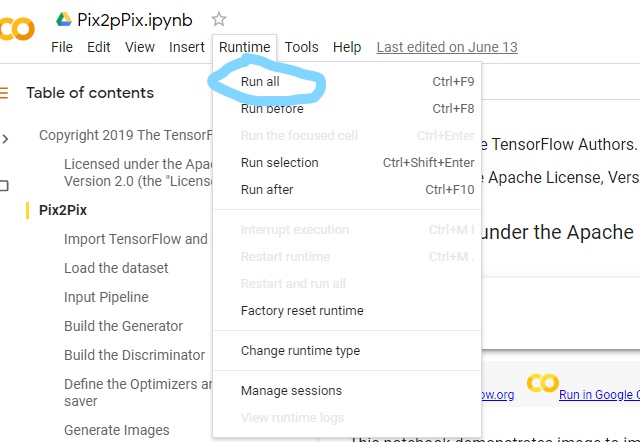 Pix2pPix.ipynb
File Edit View Insert Runtime Tools Help Last edited on June 13
Table of contents
Copyright 2019 The TensorF
Licensed under the Apa
Version 2.0 (the "License
Pix2Pix
Import TensorFlow and
Load the dataset
Input Pipeline
Build the Generator
Build the Discriminator
Define the Optimizers an
saver
Generate Images
Run all Ctrl+F9
Run before Ctrl+F8
Run the focused cell Ctrl+Enter
Run selection Ctrl+Shift+Enter
Run after Ctrl+F10
Interrupt execution Ctrl+M I
Restart runtime Ctrl+M .
Restart and run all
Factory reset runtime
Change runtime type
Manage sessions
View runtime logs
e TensorFlow Authors.
e Apache License, Vers
under the Apache
ow.org Run in Google C
This notebook demonstrates image to im